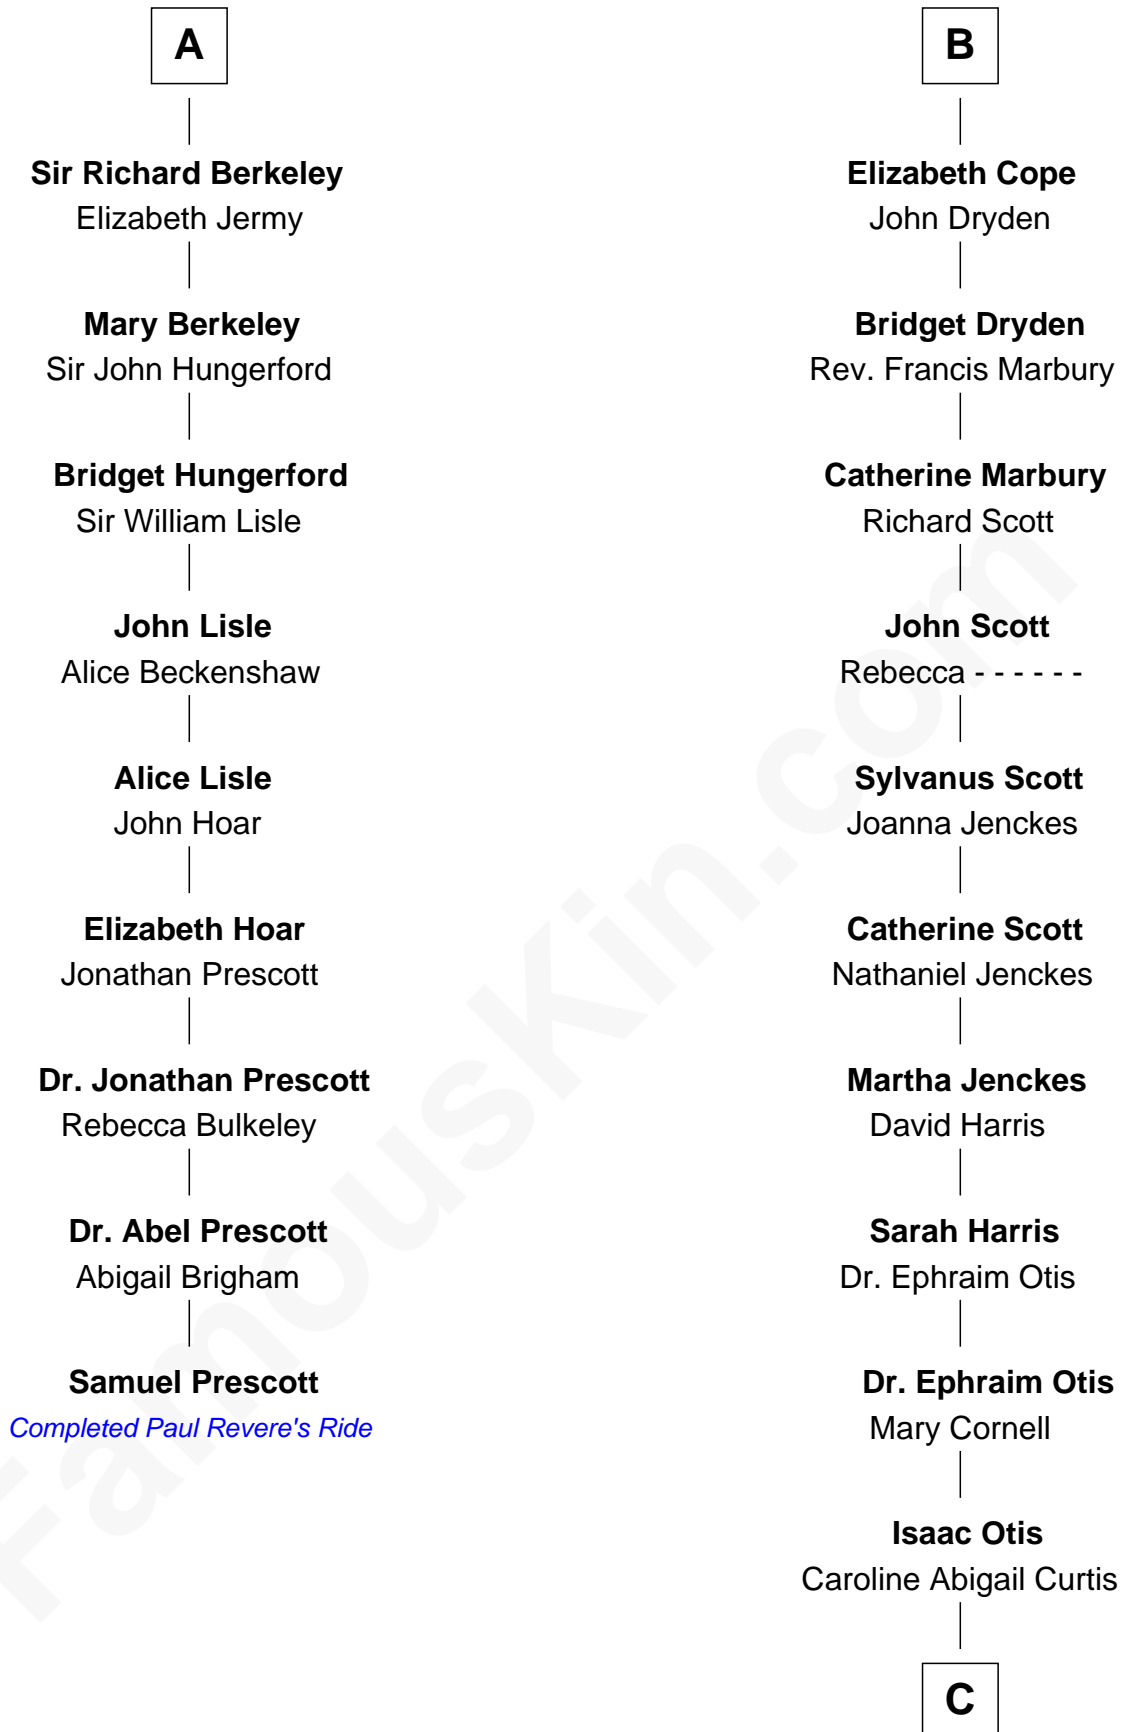 A
Sir Richard Berkeley
Elizabeth Jermy
Mary Berkeley
Sir John Hungerford
Bridget Hungerford
Sir William Lisle
John Lisle
Alice Beckenshaw
Alice Lisle
John Hoar
Elizabeth Hoar
Jonathan Prescott
Dr. Jonathan Prescott
Rebecca Bulkeley
Dr. Abel Prescott
Abigail Brigham
Samuel Prescott
Completed Paul Revere's Ride
B
Elizabeth Cope
John Dryden
Bridget Dryden
Rev. Francis Marbury
Catherine Marbury
Richard Scott
John Scott
Rebecca - - - - - -
Sylvanus Scott
Joanna Jenckes
Catherine Scott
Nathaniel Jenckes
Martha Jenckes
David Harris
Sarah Harris
Dr. Ephraim Otis
Dr. Ephraim Otis
Mary Cornell
Isaac Otis
Caroline Abigail Curtis
C
FamousKin.com